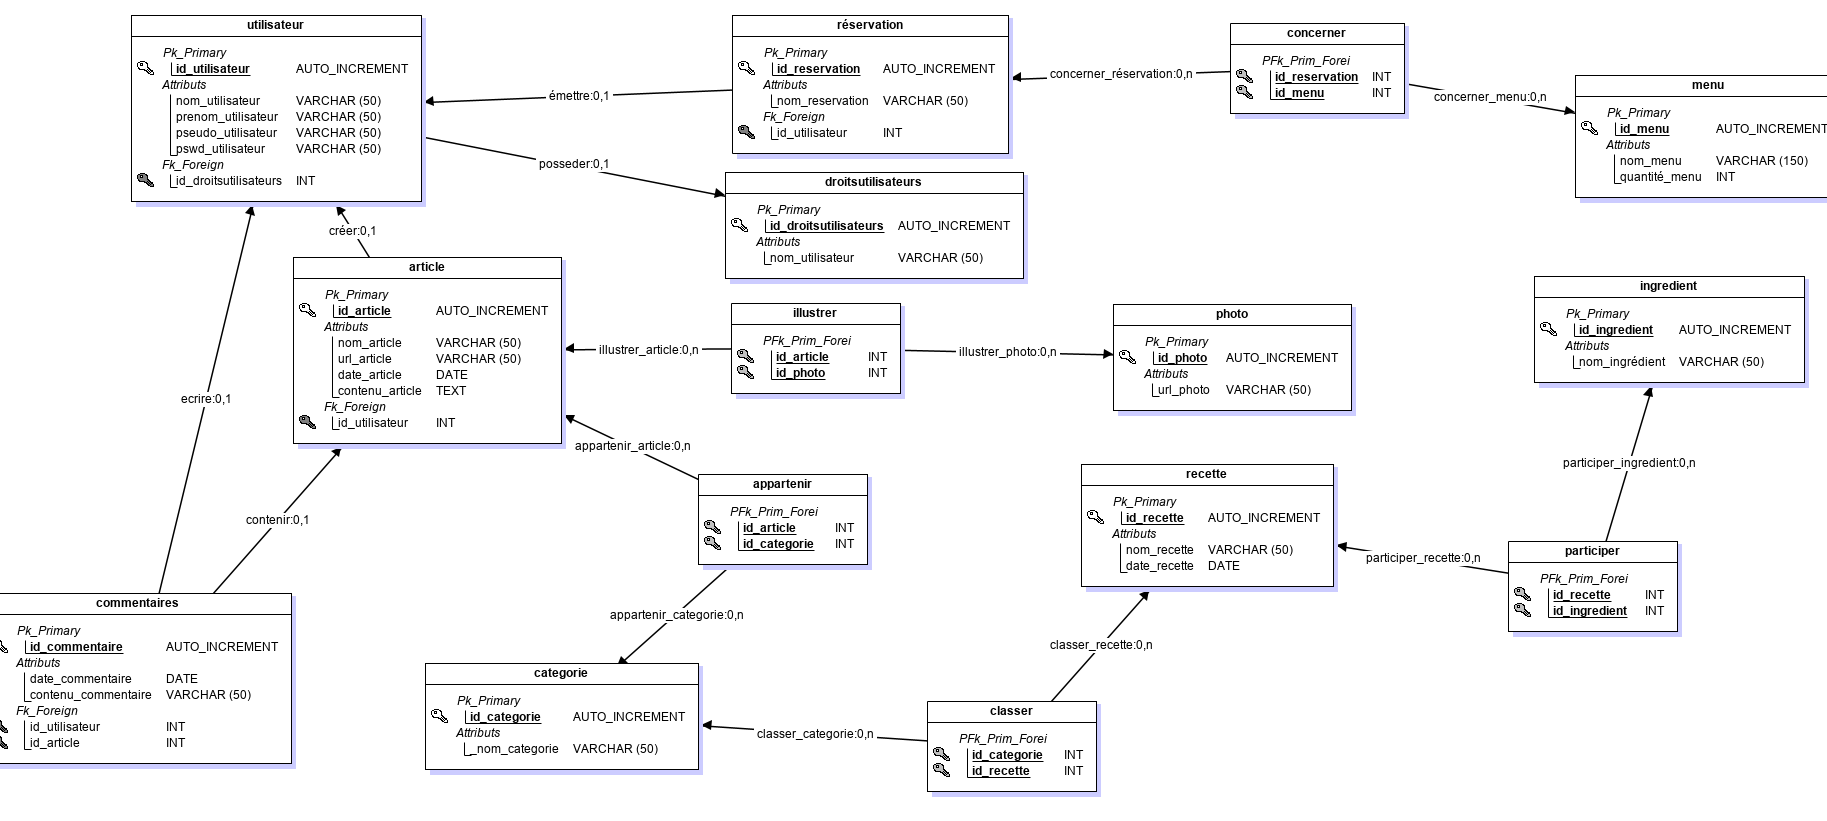 utilisateur
Pk_Primary
id_utilisateur AUTO_INCREMENT
Attributs
nom_utilisateur VARCHAR (50)
prenom_utilisateur VARCHAR (50)
pseudo_utilisateur VARCHAR (50)
pswd_utilisateur VARCHAR (50)
Fk_Foreign
id_droitsutilisateurs INT
émettre:0,1
réservation
Pk_Primary
id_reservation AUTO_INCREMENT
Attributs
nom_reservation VARCHAR (50)
Fk_Foreign
id_utilisateur INT
concerner_réservation:0,n
concerner
PFk_Prim_Forei
id_reservation INT
id_menu INT
concerner_menu:0,n
menu
Pk_Primary
id_menu AUTO_INCREMENT
Attributs
nom_menu VARCHAR (150)
quantité_menu INT
posseder:0,1
droitsutilisateurs
Pk_Primary
id_droitsutilisateurs AUTO_INCREMENT
Attributs
nom_utilisateur VARCHAR (50)
créer:0,1
article
Pk_Primary
id_article AUTO_INCREMENT
Attributs
nom_article VARCHAR (50)
url_article VARCHAR (50)
date_article DATE
contenu_article TEXT
Fk_Foreign
id_utilisateur INT
illustrer_article:0,n
illustrer
PFk_Prim_Forei
id_article INT
id_photo INT
illustrer_photo:0,n
photo
Pk_Primary
id_photo AUTO_INCREMENT
Attributs
url_photo VARCHAR (50)
ingredient
Pk_Primary
id_ingredient AUTO_INCREMENT
Attributs
nom_ingrédient VARCHAR (50)
ecrire:0,1
appartenir_article:0,n
participer_ingredient:0,n
contenir:0,1
appartenir
PFk_Prim_Forei
id_article INT
id_categorie INT
recette
Pk_Primary
id_recette AUTO_INCREMENT
Attributs
nom_recette VARCHAR (50)
date_recette DATE
participer_recette:0,n
participer
PFk_Prim_Forei
id_recette INT
id_ingredient INT
commentaires
Pk_Primary
id_commentaire AUTO_INCREMENT
Attributs
date_commentaire DATE
contenu_commentaire VARCHAR (50)
Fk_Foreign
id_utilisateur INT
id_article INT
appartenir_categorie:0,n
classer_recette:0,n
categorie
Pk_Primary
id_categorie AUTO_INCREMENT
Attributs
_nom_categorie VARCHAR (50)
classer_categorie:0,n
classer
PFk_Prim_Forei
id_categorie INT
id_recette INT